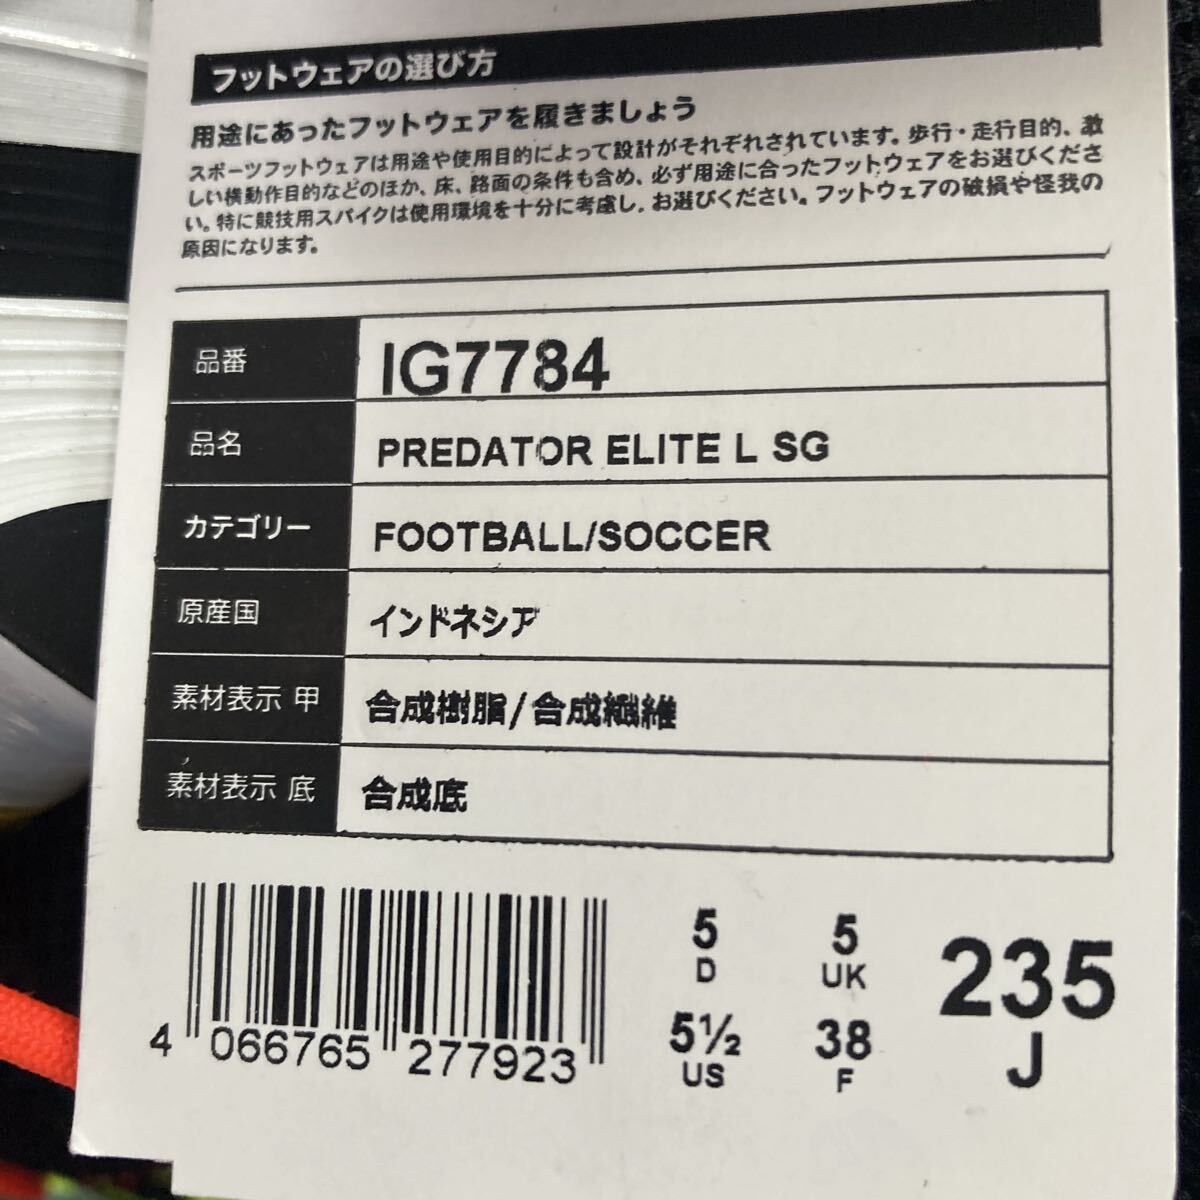 フットウェアの選び方
用途にあったフットウェアを履きましょう
スポーツフットウェアは用途や使用目的によって設計がそれぞれされています。歩行・走行目的、激
しい横動作目的などのほか、床、路面の条件も含め、必ず用途に合ったフットウェアをお選びくださ
い。特に競技用スパイクは使用環境を十分に考慮し、お選びください。フットウェアの破損や怪我の
原因になります。
品番 IG7784
品名 PREDATOR ELITE L SG
カテゴリー FOOTBALL/SOCCER
原産国 インドネシア
素材表示 甲 合成樹脂/合成繊維
素材表示 底 合成底
4 066765 277923
5 5 235
D UK J
5½ 38
US F